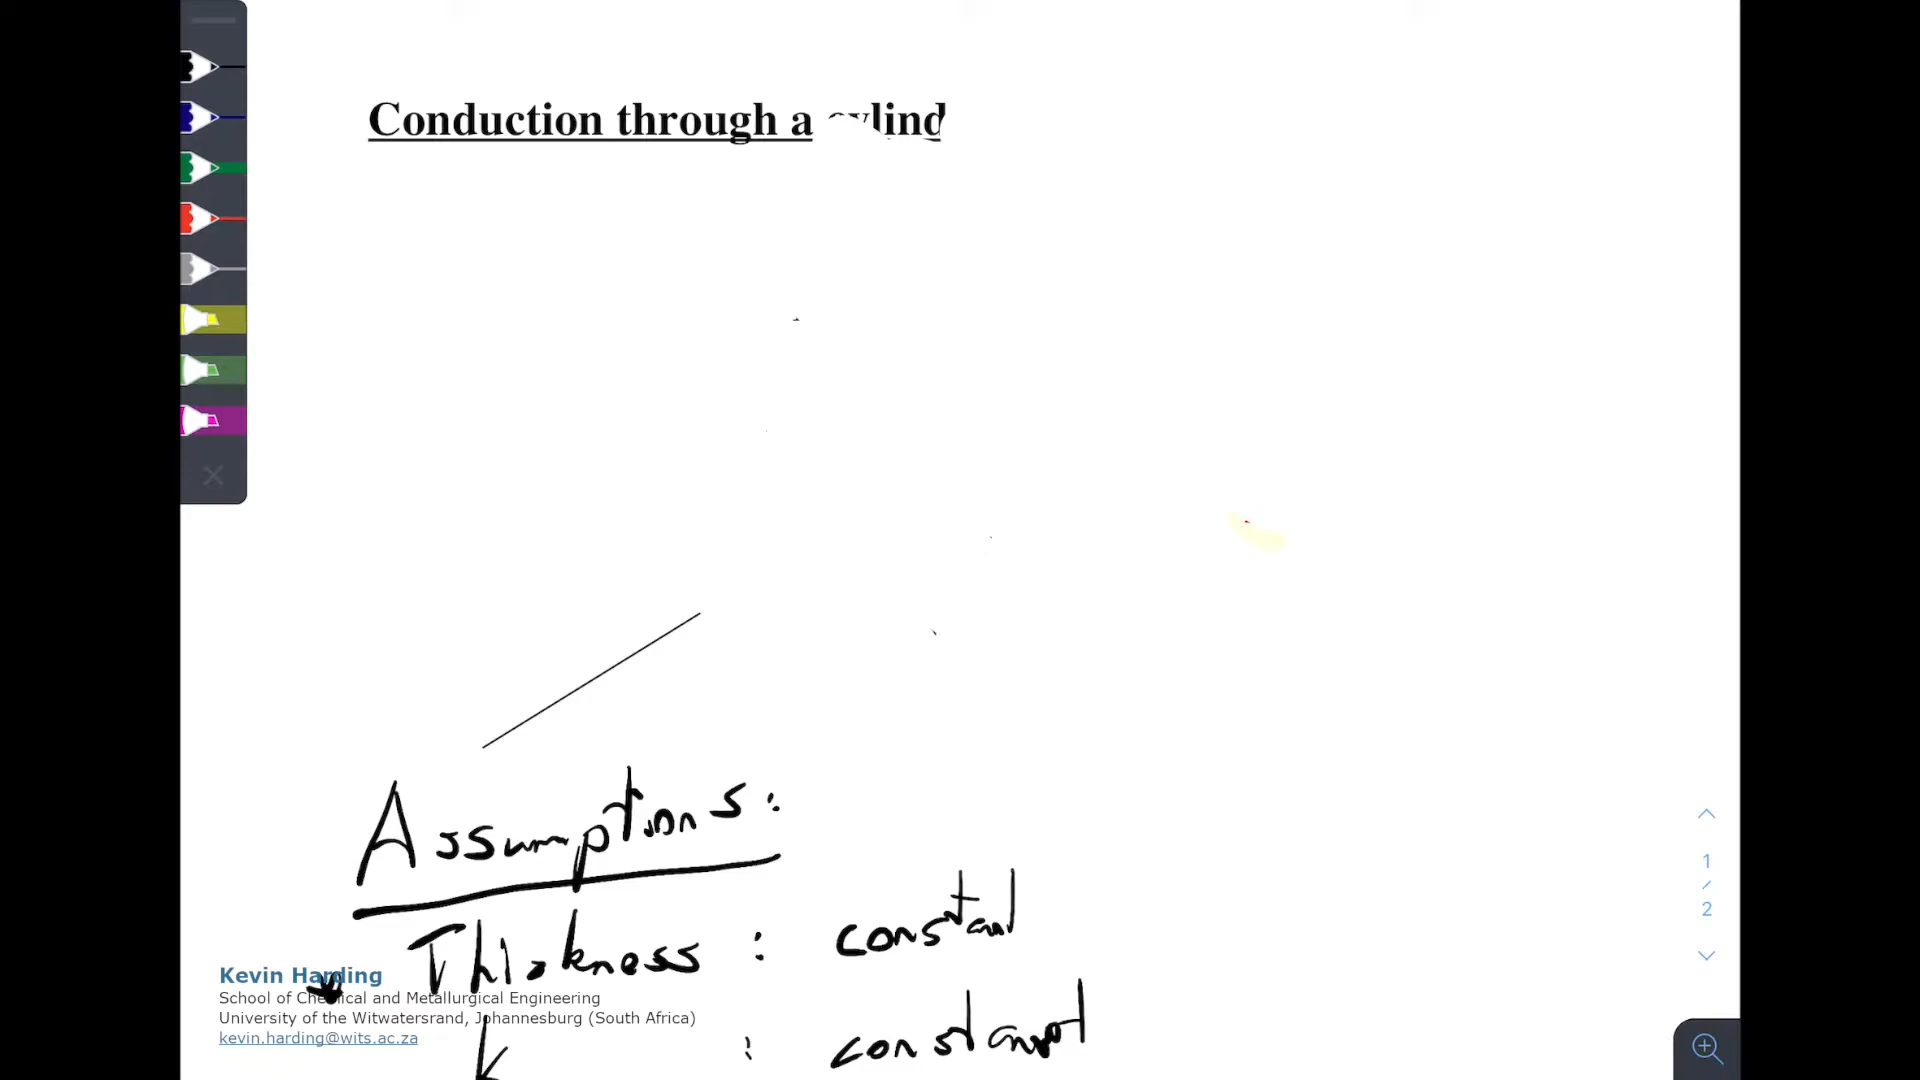 Conduction through a cylind
Assumptions:
Thickness : constant
k : constant
Kevin Harding
School of Chemical and Metallurgical Engineering
University of the Witwatersrand, Johannesburg (South Africa)
kevin.harding@wits.ac.za
1
/
2